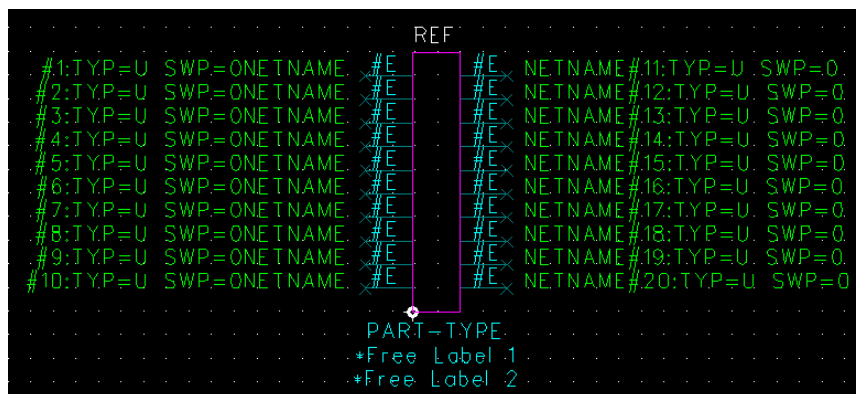 REF
#1:TYP=U SWP=0NETNAME #E #E NETNAME#11:TYP=U SWP=0
#2:TYP=U SWP=0NETNAME #E #E NETNAME#12:TYP=U SWP=0
#3:TYP=U SWP=0NETNAME #E #E NETNAME#13:TYP=U SWP=0
#4:TYP=U SWP=0NETNAME #E #E NETNAME#14:TYP=U SWP=0
#5:TYP=U SWP=0NETNAME #E #E NETNAME#15:TYP=U SWP=0
#6:TYP=U SWP=0NETNAME #E #E NETNAME#16:TYP=U SWP=0
#7:TYP=U SWP=0NETNAME #E #E NETNAME#17:TYP=U SWP=0
#8:TYP=U SWP=0NETNAME #E #E NETNAME#18:TYP=U SWP=0
#9:TYP=U SWP=0NETNAME #E #E NETNAME#19:TYP=U SWP=0
#10:TYP=U SWP=0NETNAME #E #E NETNAME#20:TYP=U SWP=0
PART-TYPE
*Free Label 1
*Free Label 2